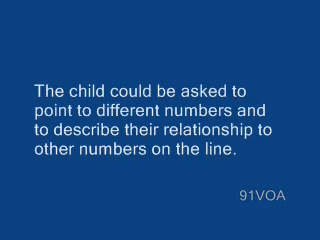 The child could be asked to
point to different numbers and
to describe their relationship to
other numbers on the line.
91VOA